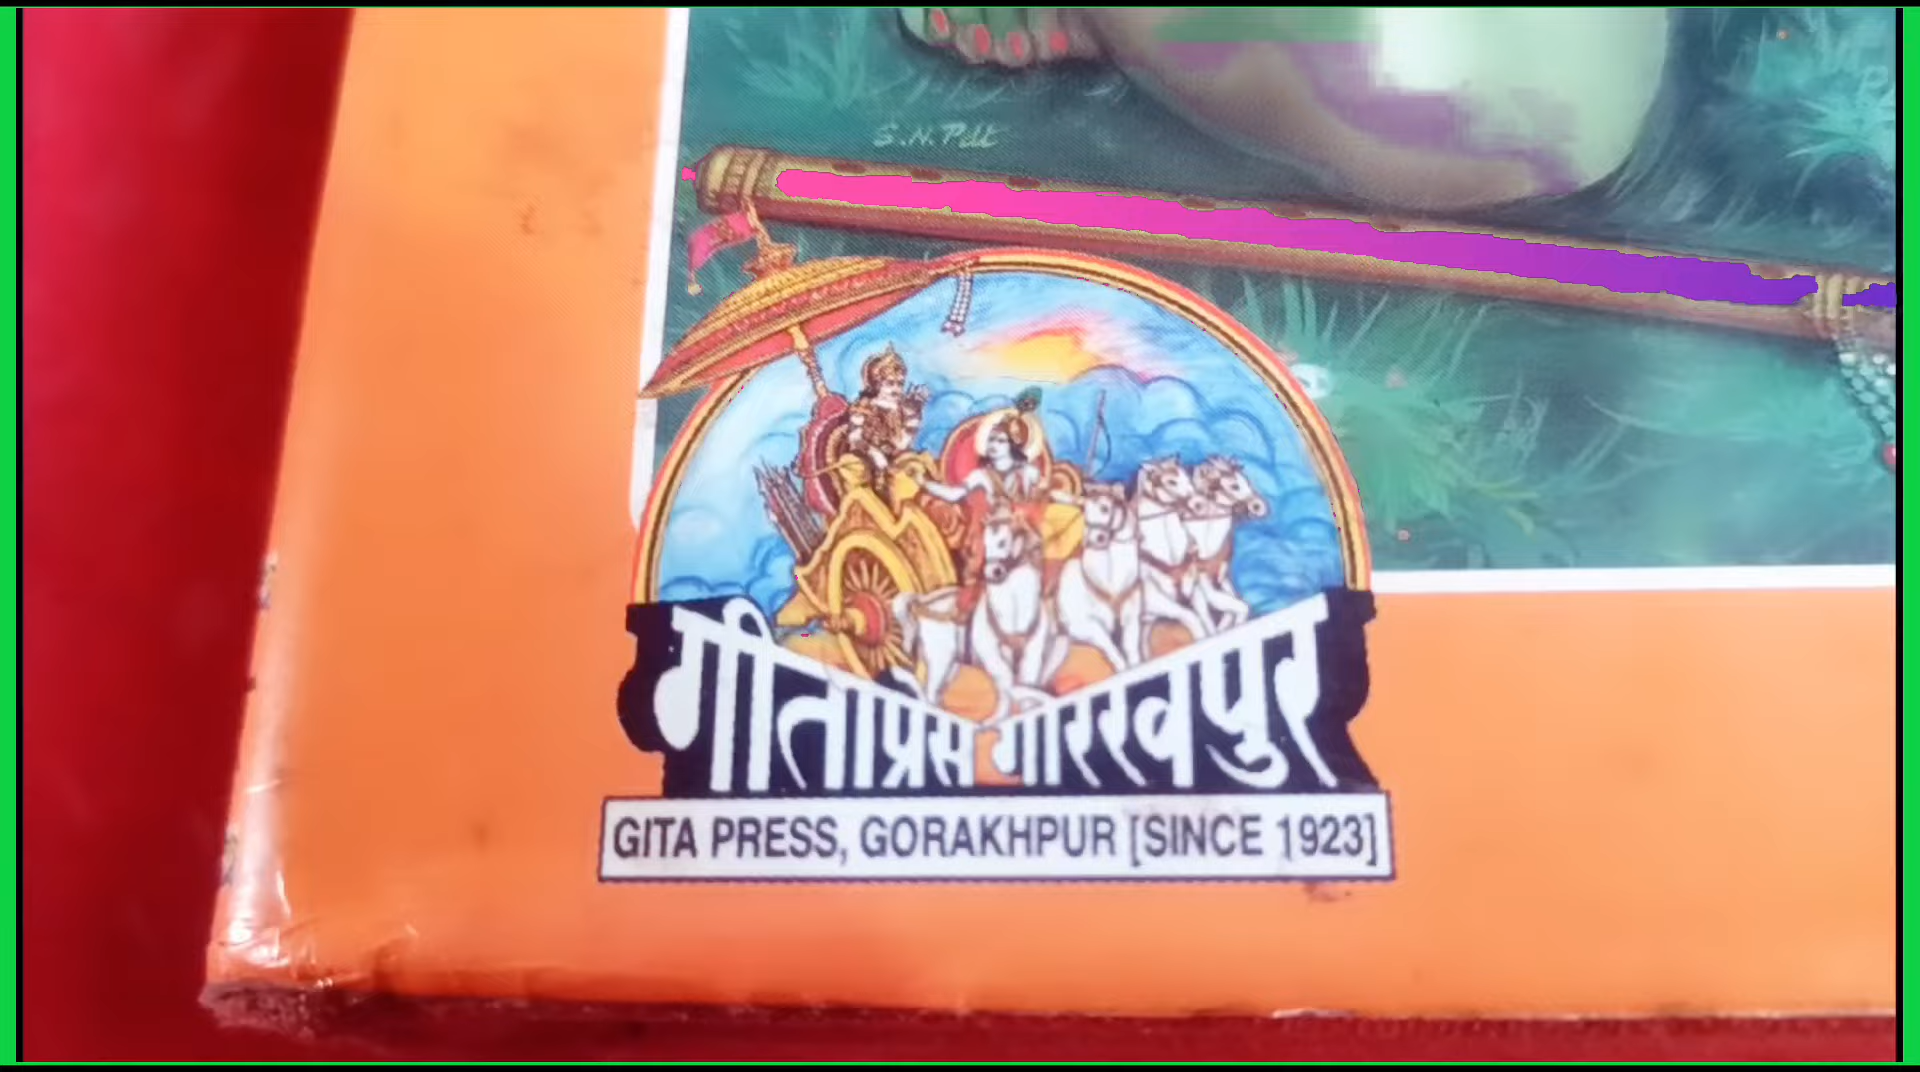 गीताप्रेस गोरखपुर
GITA PRESS, GORAKHPUR [SINCE 1923]